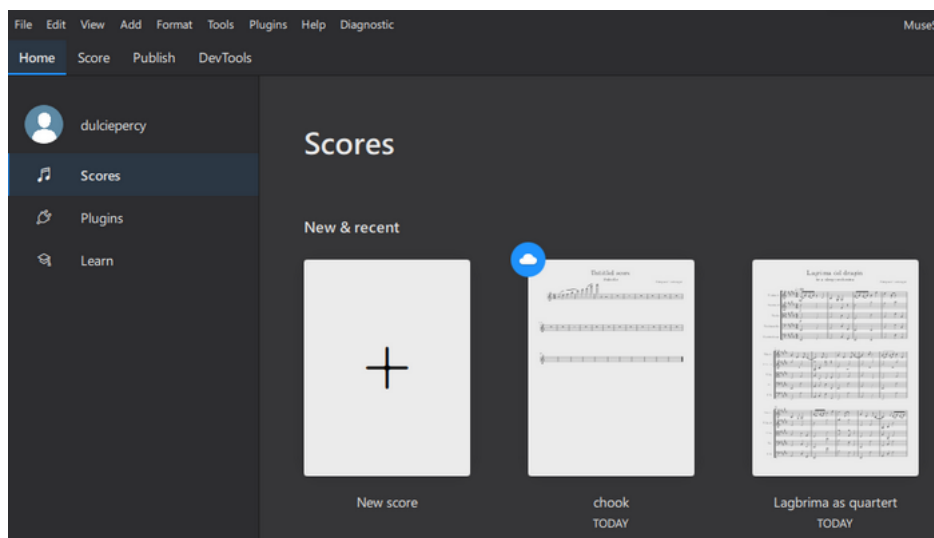 File Edit View Add Format Tools Plugins Help Diagnostic
Home Score Publish DevTools
dulciepercy
Scores
Plugins
Learn
Scores
New & recent
Untitled score
New score
chook
TODAY
Lagbrima as quartert
TODAY